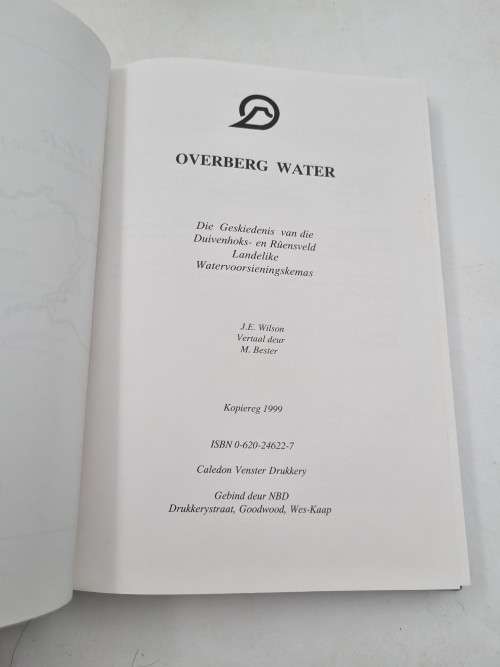 OVERBERG WATER
Die Geskiedenis van die
Duivenhoks- en Rûensveld
Landelike
Watervoorsieningskemas
J.E. Wilson
Vertaal deur
M. Bester
Kopiereg 1999
ISBN 0-620-24622-7
Caledon Venster Drukkery
Gebind deur NBD
Drukkerystraat, Goodwood, Wes-Kaap